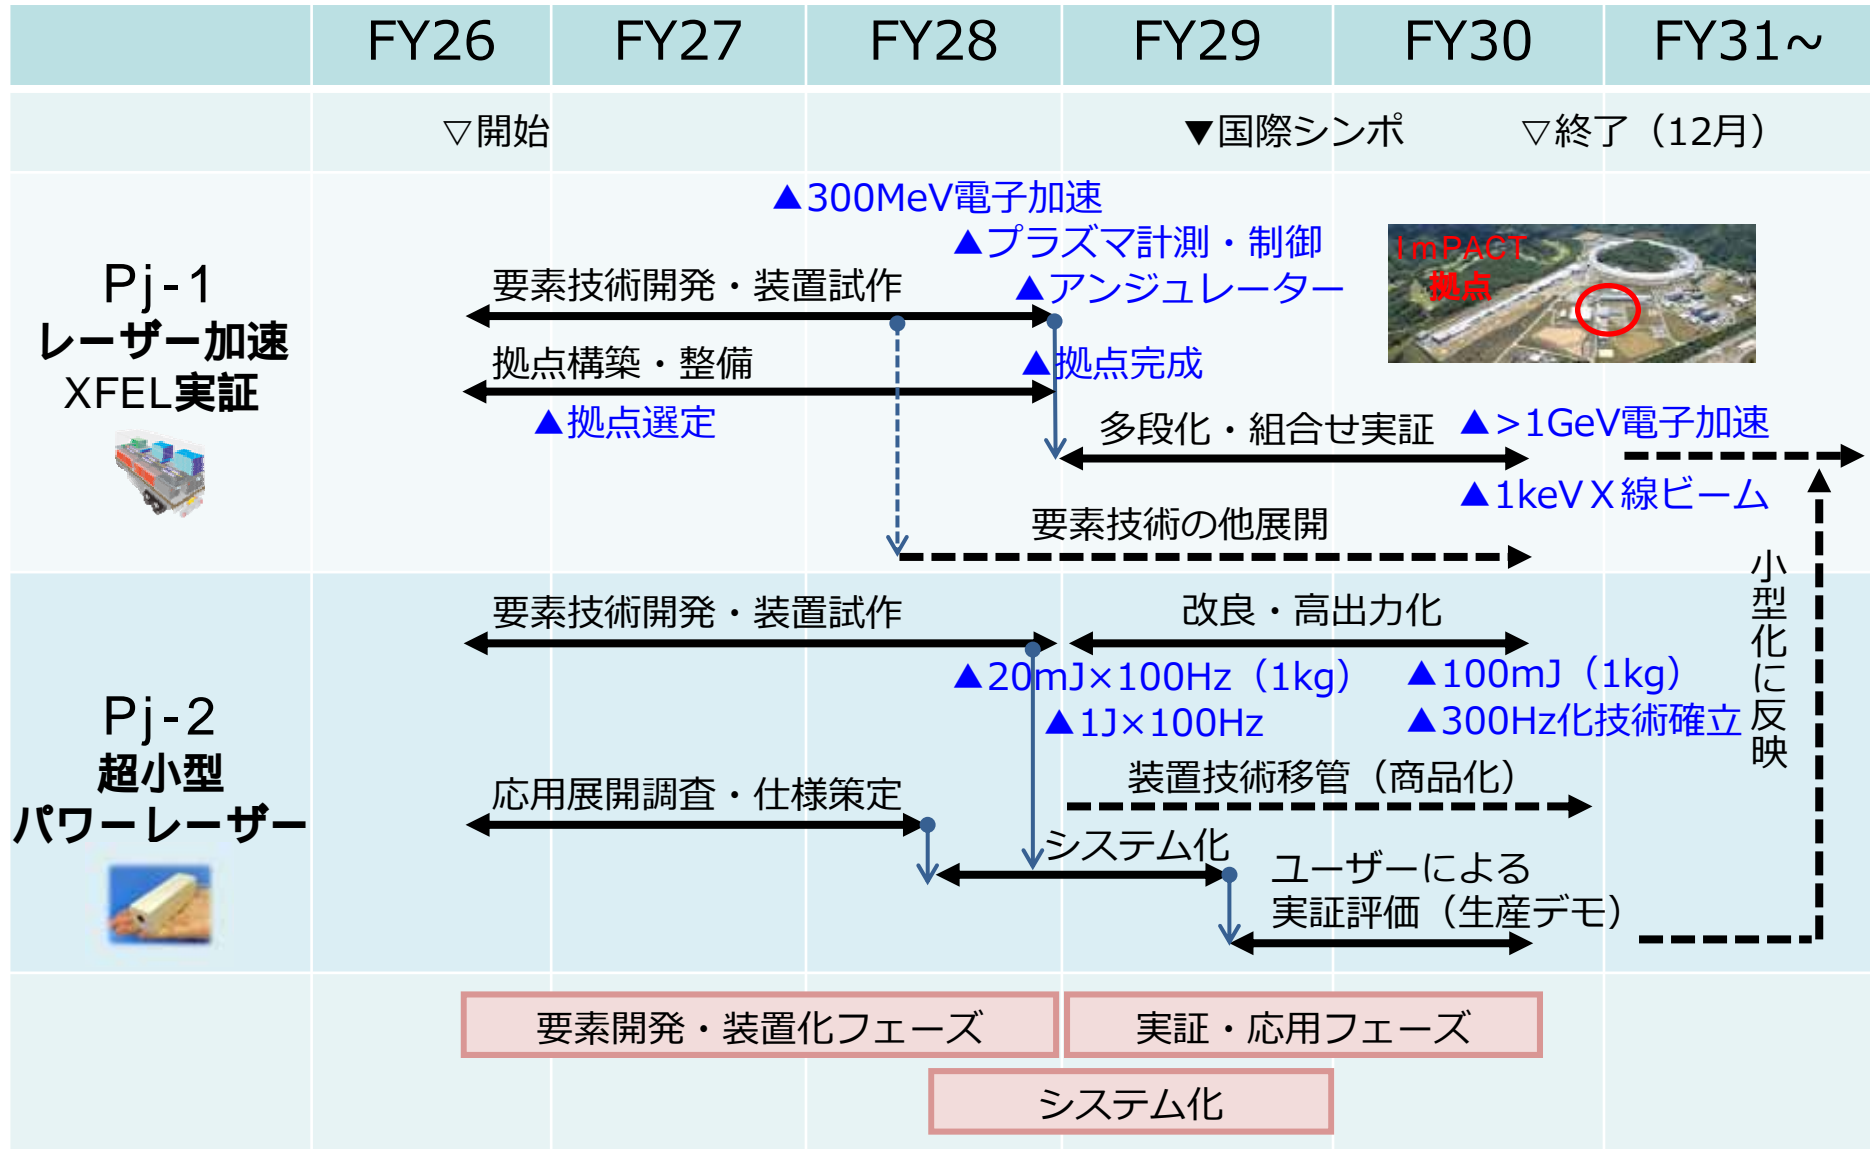 FY26 FY27 FY28 FY29 FY30 FY31~
▽開始 ▼国際シンポ ▽終了（12月）
Pj-1
レーザー加速
XFEL実証
▲300MeV電子加速
▲プラズマ計測・制御
要素技術開発・装置試作
▲アンジュレーター
拠点構築・整備
▲拠点完成
▲拠点選定
多段化・組合せ実証
▲>1GeV電子加速
▲1keVX線ビーム
要素技術の他展開
ImPACT
拠点
小型化に反映
Pj-2
超小型
パワーレーザー
要素技術開発・装置試作
改良・高出力化
▲20mJ×100Hz（1kg）
▲100mJ（1kg）
▲1J×100Hz
▲300Hz化技術確立
応用展開調査・仕様策定
装置技術移管（商品化）
システム化
ユーザーによる
実証評価（生産デモ）
要素開発・装置化フェーズ
実証・応用フェーズ
システム化